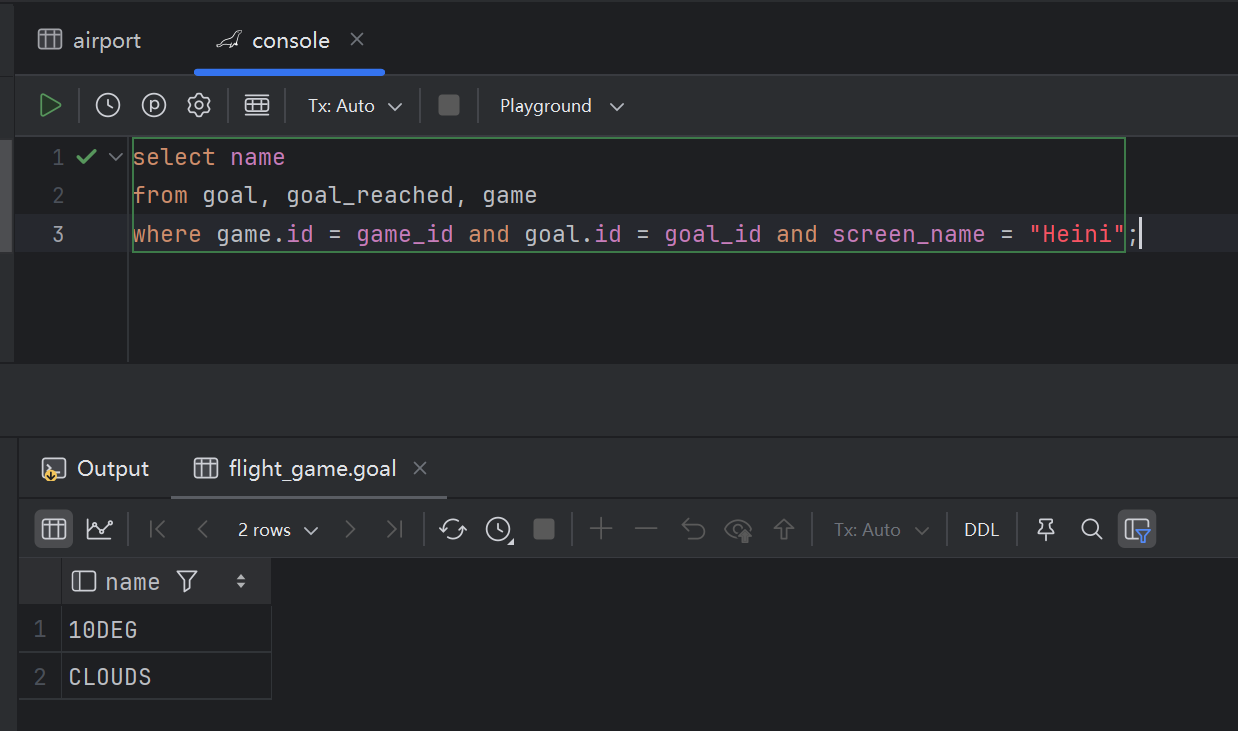 airport console
Tx: Auto Playground
1 select name
2 from goal, goal_reached, game
3 where game.id = game_id and goal.id = goal_id and screen_name = "Heini";
Output flight_game.goal
2 rows Tx: Auto DDL
name
1 10DEG
2 CLOUDS